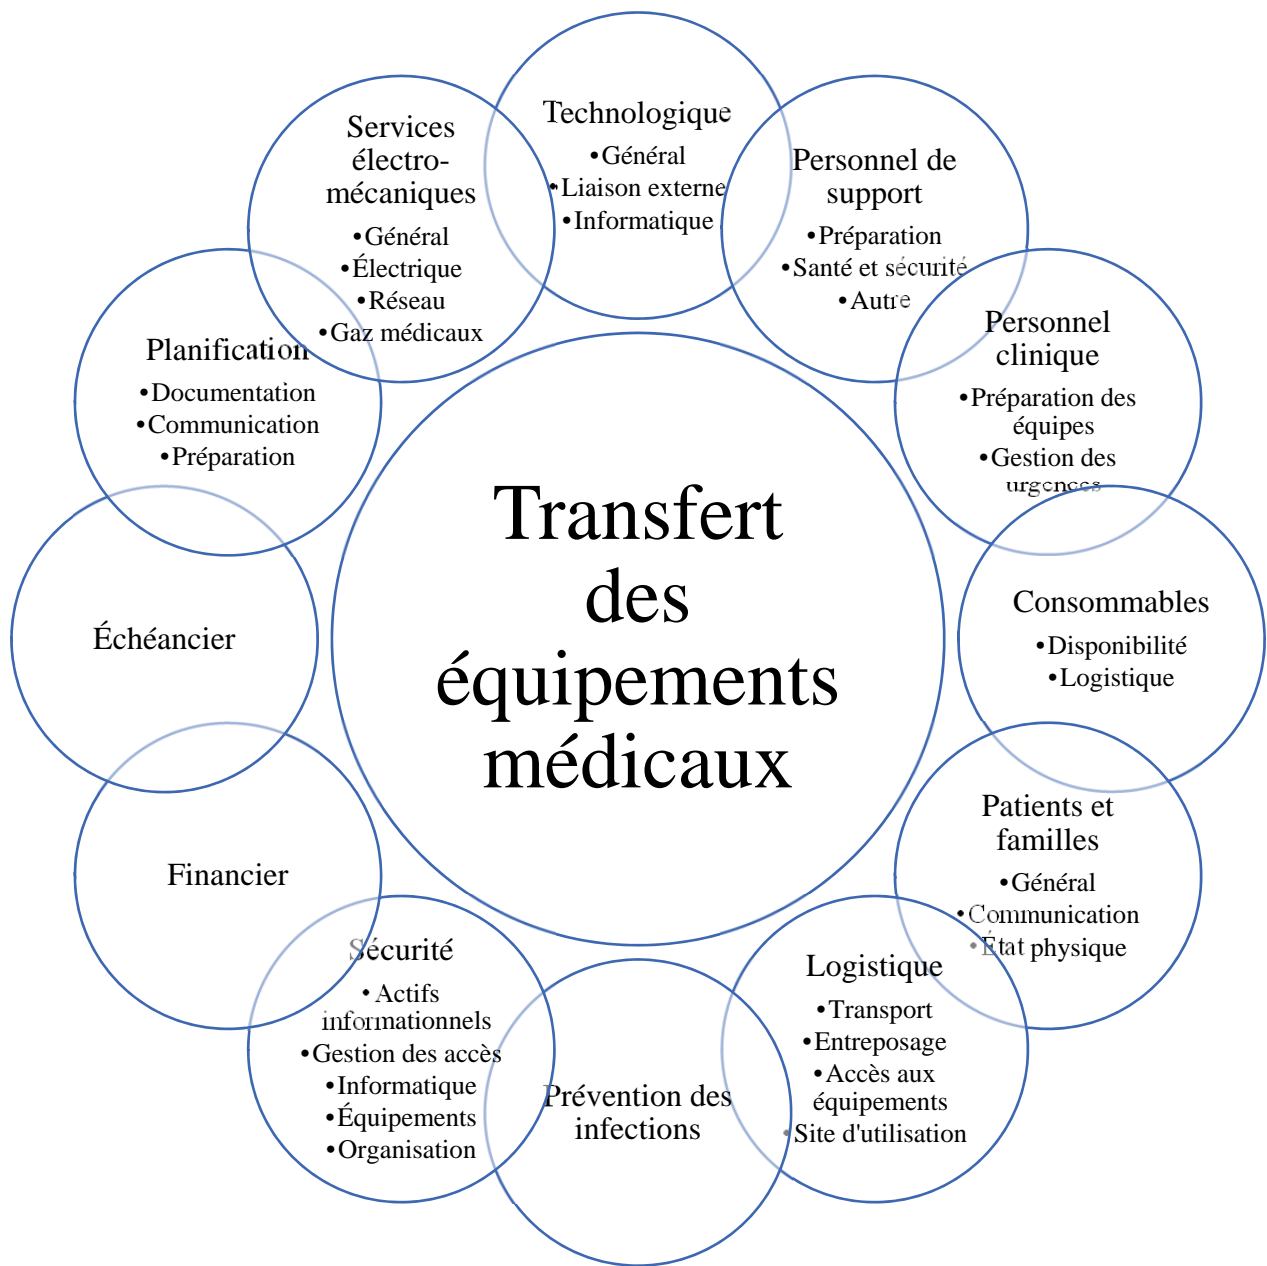 Technologique
•Général
•Liaison externe
•Informatique
Personnel de
support
•Préparation
•Santé et sécurité
•Autre
Personnel
clinique
•Préparation des
équipes
•Gestion des
urgences
Consommables
•Disponibilité
•Logistique
Patients et
familles
•Général
•Communication
•État physique
Logistique
•Transport
•Entreposage
•Accès aux
équipements
•Site d'utilisation
Prévention des
infections
Sécurité
•Actifs
informationnels
•Gestion des accès
•Informatique
•Équipements
•Organisation
Financier
Échéancier
Planification
•Documentation
•Communication
•Préparation
Services
électro-
mécaniques
•Général
•Électrique
•Réseau
•Gaz médicaux
Transfert
des
équipements
médicaux